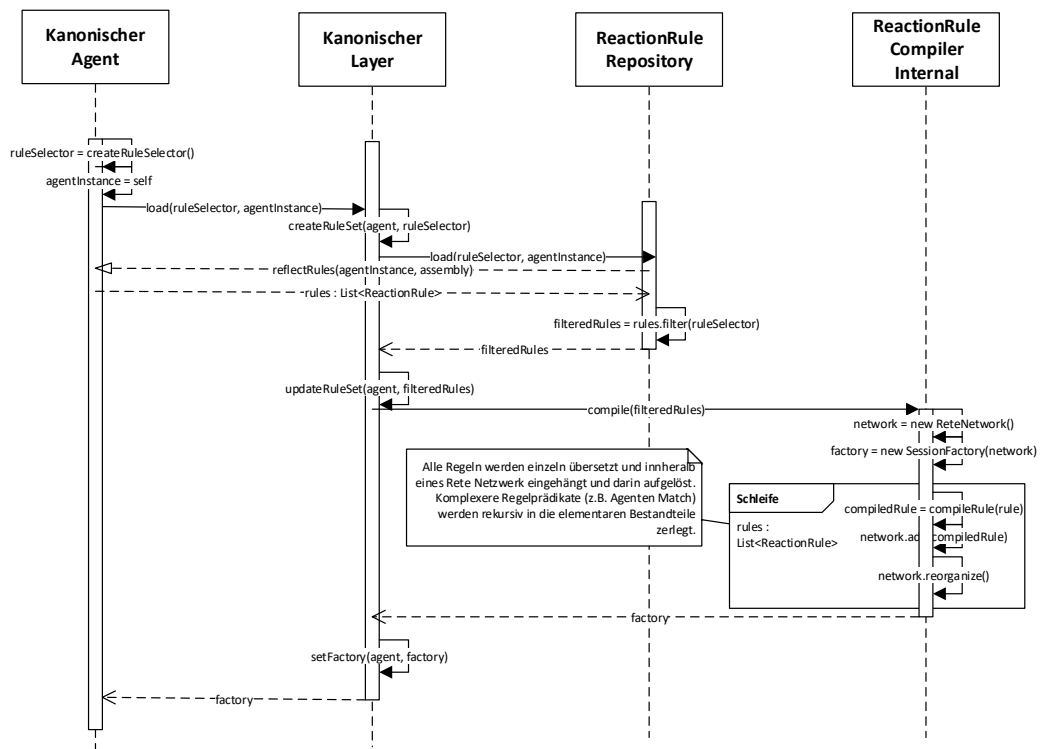 Kanonischer
Agent
Kanonischer
Layer
ReactionRule
Repository
ReactionRule
Compiler
Internal
ruleSelector = createRuleSelector()
agentInstance = self
load(ruleSelector, agentInstance)
createRuleSet(agent, ruleSelector)
load(ruleSelector, agentInstance)
reflectRules(agentInstance, assembly)
rules : List<ReactionRule>
filteredRules = rules.filter(ruleSelector)
filteredRules
updateRuleSet(agent, filteredRules)
compile(filteredRules)
network = new ReteNetwork()
factory = new SessionFactory(network)
Alle Regeln werden einzeln übersetzt und innheralb
eines Rete Netzwerk eingehängt und darin aufgelöst.
Komplexere Regelprädikate (z.B. Agenten Match)
werden rekursiv in die elementaren Bestandteile
zerlegt.
Schleife
rules :
List<ReactionRule>
compiledRule = compileRule(rule)
network.ad compiledRule)
network.reorganize()
factory
setFactory(agent, factory)
factory